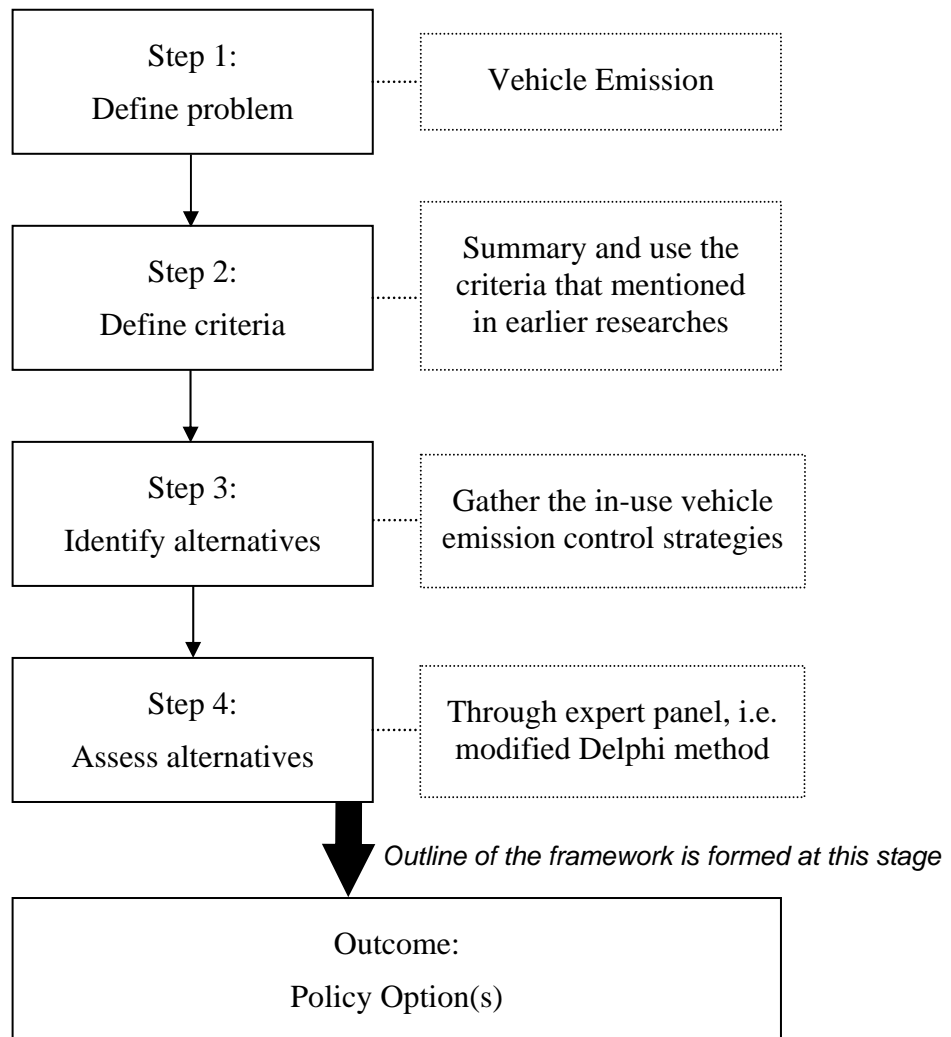 Step 1:
Define problem
Vehicle Emission
Step 2:
Define criteria
Summary and use the
criteria that mentioned
in earlier researches
Step 3:
Identify alternatives
Gather the in-use vehicle
emission control strategies
Step 4:
Assess alternatives
Through expert panel, i.e.
modified Delphi method
Outline of the framework is formed at this stage
Outcome:
Policy Option(s)